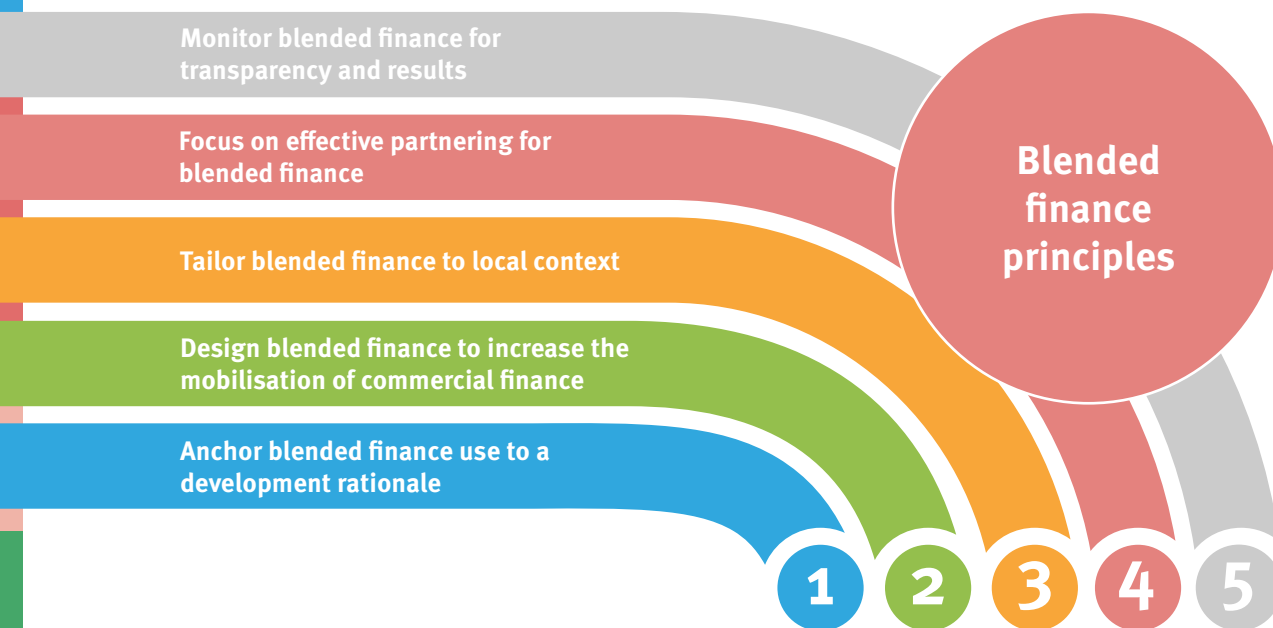 Monitor blended finance for
transparency and results
Focus on effective partnering for
blended finance
Tailor blended finance to local context
Design blended finance to increase the
mobilisation of commercial finance
Anchor blended finance use to a
development rationale
Blended
finance
principles
1
2
3
4
5